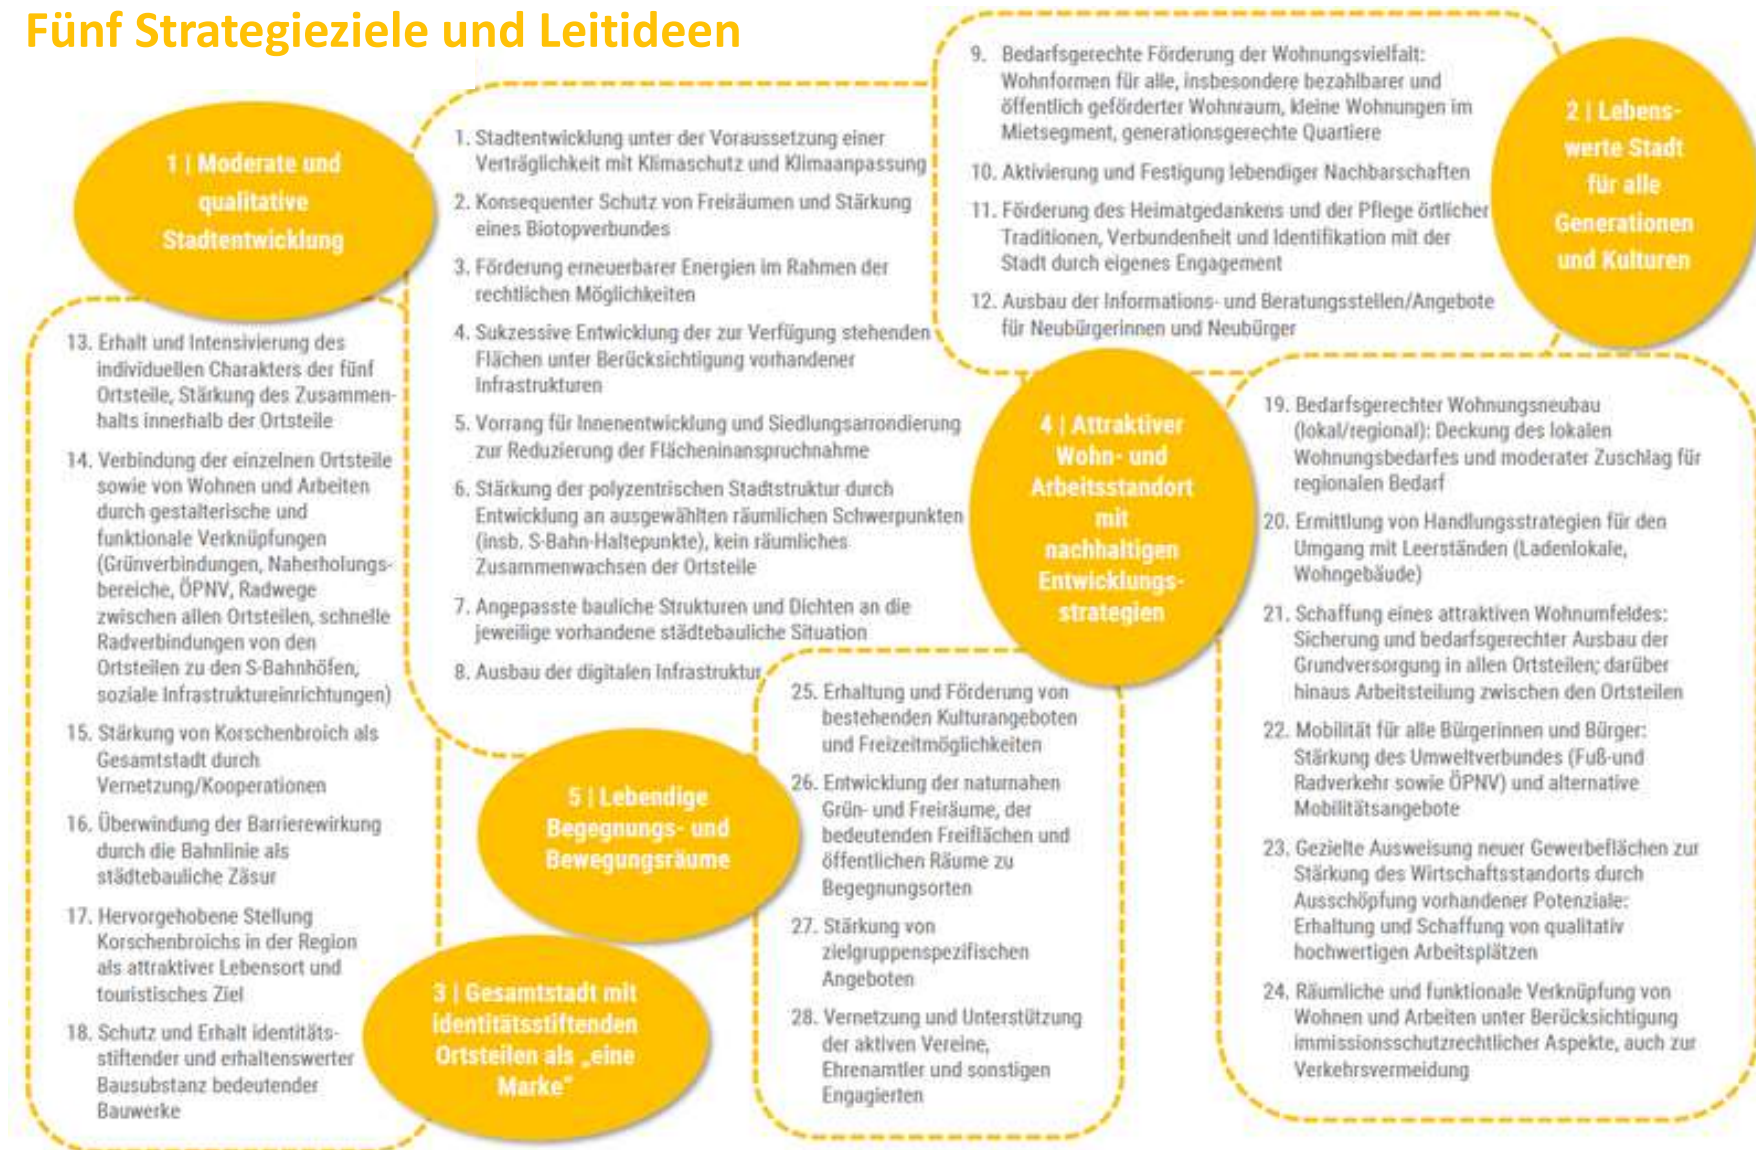 Fünf Strategieziele und Leitideen
1 | Moderate und
qualitative
Stadtentwicklung
1. Stadtentwicklung unter der Voraussetzung einer
Verträglichkeit mit Klimaschutz und Klimaanpassung
2. Konsequenter Schutz von Freiräumen und Stärkung
eines Biotopverbundes
3. Förderung erneuerbarer Energien im Rahmen der
rechtlichen Möglichkeiten
4. Sukzessive Entwicklung der zur Verfügung stehenden
Flächen unter Berücksichtigung vorhandener
Infrastrukturen
5. Vorrang für Innenentwicklung und Siedlungsarrondierung
zur Reduzierung der Flächeninanspruchnahme
6. Stärkung der polyzentrischen Stadtstruktur durch
Entwicklung an ausgewählten räumlichen Schwerpunkten
(insb. S-Bahn-Haltepunkte), kein räumliches
Zusammenwachsen der Ortsteile
7. Angepasste bauliche Strukturen und Dichten an die
jeweilige vorhandene städtebauliche Situation
8. Ausbau der digitalen Infrastruktur
2 | Lebens-
werte Stadt
für alle
Generationen
und Kulturen
9. Bedarfsgerechte Förderung der Wohnungsvielfalt:
Wohnformen für alle, insbesondere bezahlbarer und
öffentlich geförderter Wohnraum, kleine Wohnungen im
Mietsegment, generationsgerechte Quartiere
10. Aktivierung und Festigung lebendiger Nachbarschaften
11. Förderung des Heimatgedankens und der Pflege örtlicher
Traditionen, Verbundenheit und Identifikation mit der
Stadt durch eigenes Engagement
12. Ausbau der Informations- und Beratungsstellen/Angebote
für Neubürgerinnen und Neubürger
3 | Gesamtstadt mit
identitätsstiftenden
Ortsteilen als „eine
Marke“
13. Erhalt und Intensivierung des
individuellen Charakters der fünf
Ortsteile, Stärkung des Zusammen-
halts innerhalb der Ortsteile
14. Verbindung der einzelnen Ortsteile
sowie von Wohnen und Arbeiten
durch gestalterische und
funktionale Verknüpfungen
(Grünverbindungen, Naherholungs-
bereiche, ÖPNV, Radwege
zwischen allen Ortsteilen, schnelle
Radverbindungen von den
Ortsteilen zu den S-Bahnhöfen,
soziale Infrastruktureinrichtungen)
15. Stärkung von Korschenbroich als
Gesamtstadt durch
Vernetzung/Kooperationen
16. Überwindung der Barrierewirkung
durch die Bahnlinie als
städtebauliche Zäsur
17. Hervorgehobene Stellung
Korschenbroichs in der Region
als attraktiver Lebensort und
touristisches Ziel
18. Schutz und Erhalt identitäts-
stiftender und erhaltenswerter
Bausubstanz bedeutender
Bauwerke
4 | Attraktiver
Wohn- und
Arbeitsstandort
mit
nachhaltigen
Entwicklungs-
strategien
19. Bedarfsgerechter Wohnungsneubau
(lokal/regional): Deckung des lokalen
Wohnungsbedarfes und moderater Zuschlag für
regionalen Bedarf
20. Ermittlung von Handlungsstrategien für den
Umgang mit Leerständen (Ladenlokale,
Wohngebäude)
21. Schaffung eines attraktiven Wohnumfeldes:
Sicherung und bedarfsgerechter Ausbau der
Grundversorgung in allen Ortsteilen; darüber
hinaus Arbeitsteilung zwischen den Ortsteilen
22. Mobilität für alle Bürgerinnen und Bürger:
Stärkung des Umweltverbundes (Fuß-und
Radverkehr sowie ÖPNV) und alternative
Mobilitätsangebote
23. Gezielte Ausweisung neuer Gewerbeflächen zur
Stärkung des Wirtschaftsstandorts durch
Ausschöpfung vorhandener Potenziale:
Erhaltung und Schaffung von qualitativ
hochwertigen Arbeitsplätzen
24. Räumliche und funktionale Verknüpfung von
Wohnen und Arbeiten unter Berücksichtigung
immissionsschutzrechtlicher Aspekte, auch zur
Verkehrsvermeidung
5 | Lebendige
Begegnungs- und
Bewegungsräume
25. Erhaltung und Förderung von
bestehenden Kulturangeboten
und Freizeitmöglichkeiten
26. Entwicklung der naturnahen
Grün- und Freiräume, der
bedeutenden Freiflächen und
öffentlichen Räume zu
Begegnungsorten
27. Stärkung von
zielgruppenspezifischen
Angeboten
28. Vernetzung und Unterstützung
der aktiven Vereine,
Ehrenamtler und sonstigen
Engagierten